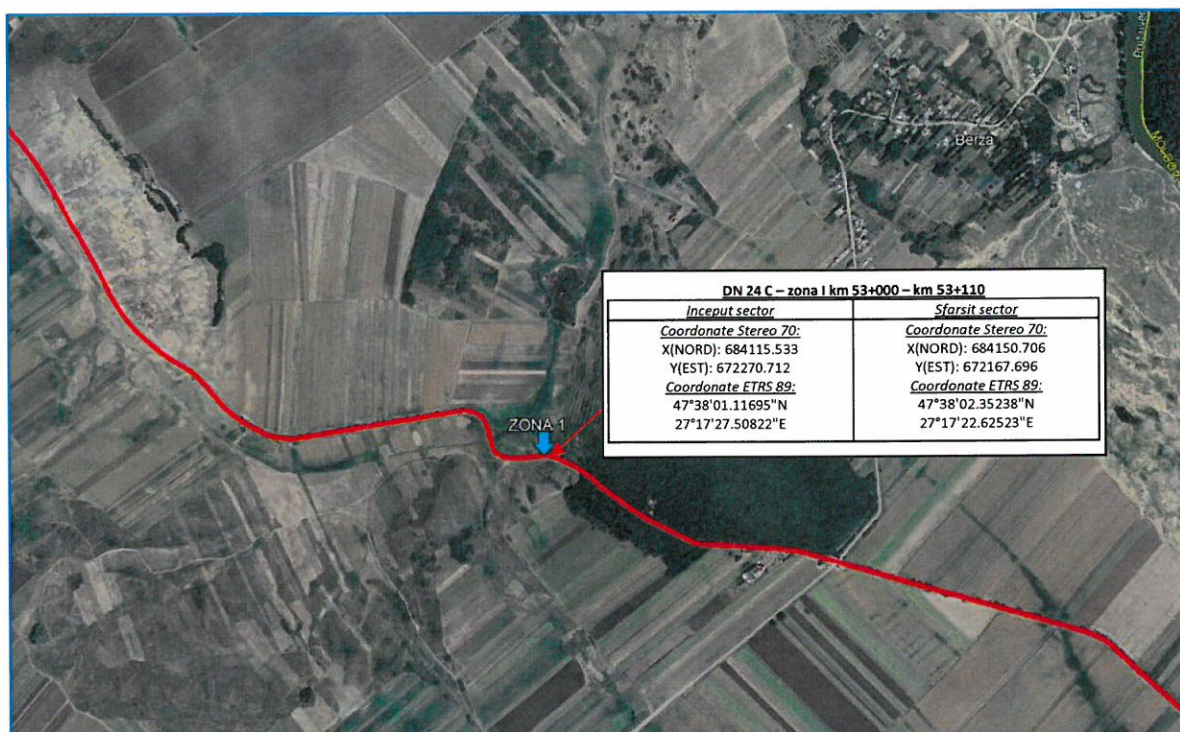 Berza
MOLDOVA
DN 24 C – zona I km 53+000 – km 53+110
Inceput sector
Coordonate Stereo 70:
X(NORD): 684115.533
Y(EST): 672270.712
Coordonate ETRS 89:
47°38'01.11695"N
27°17'27.50822"E
Sfarsit sector
Coordonate Stereo 70:
X(NORD): 684150.706
Y(EST): 672167.696
Coordonate ETRS 89:
47°38'02.35238"N
27°17'22.62523"E
ZONA 1